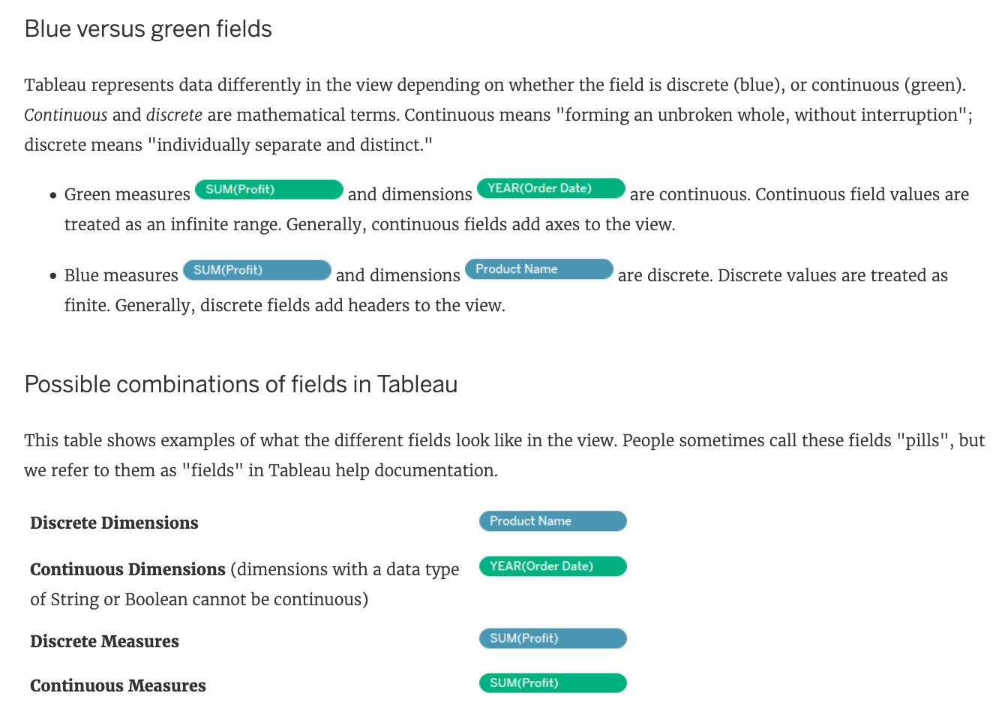 Blue versus green fields
Tableau represents data differently in the view depending on whether the field is discrete (blue), or continuous (green).
Continuous and discrete are mathematical terms. Continuous means "forming an unbroken whole, without interruption";
discrete means "individually separate and distinct."
• Green measures SUM(Profit) and dimensions YEAR(Order Date) are continuous. Continuous field values are
treated as an infinite range. Generally, continuous fields add axes to the view.
• Blue measures SUM(Profit) and dimensions Product Name are discrete. Discrete values are treated as
finite. Generally, discrete fields add headers to the view.
Possible combinations of fields in Tableau
This table shows examples of what the different fields look like in the view. People sometimes call these fields "pills", but
we refer to them as "fields" in Tableau help documentation.
Discrete Dimensions Product Name
Continuous Dimensions (dimensions with a data type YEAR(Order Date)
of String or Boolean cannot be continuous)
Discrete Measures SUM(Profit)
Continuous Measures SUM(Profit)